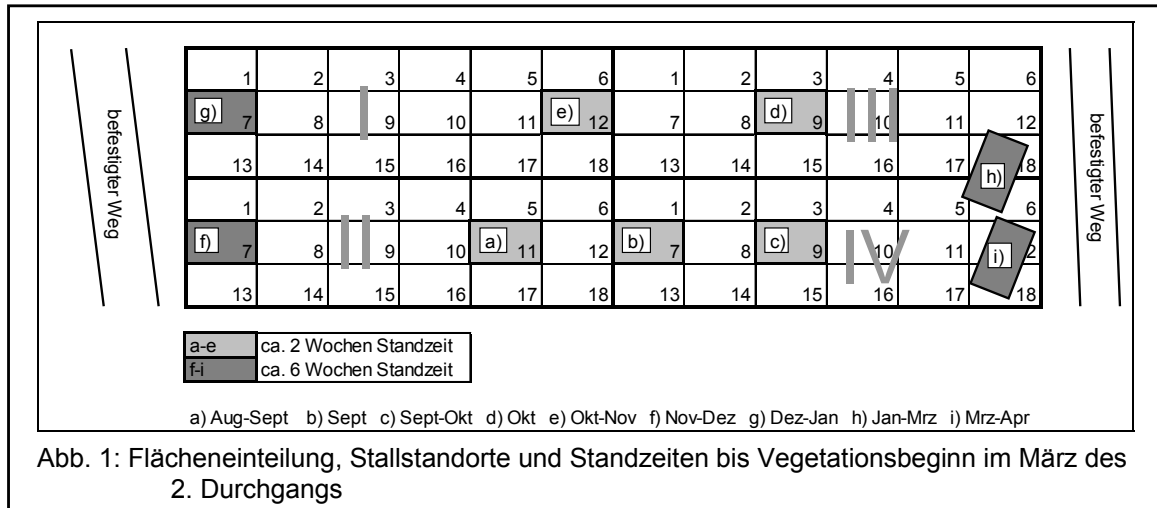 1 2 3 4 5 6 1 2 3 4 5 6
g) 7 8 I 9 10 11 e) 12 7 8 d) 9 III 10 11 12
13 14 15 16 17 18 13 14 15 16 17 h) 18
befestigter Weg
befestigter Weg
1 2 3 4 5 6 1 2 3 4 5 6
f) 7 8 II 9 10 a) 11 12 b) 7 8 c) 9 IV 10 11 i) 2
13 14 15 16 17 18 13 14 15 16 17 18
a-e ca. 2 Wochen Standzeit
f-i ca. 6 Wochen Standzeit
a) Aug-Sept b) Sept c) Sept-Okt d) Okt e) Okt-Nov f) Nov-Dez g) Dez-Jan h) Jan-Mrz i) Mrz-Apr
Abb. 1: Flächeneinteilung, Stallstandorte und Standzeiten bis Vegetationsbeginn im März des
2. Durchgangs